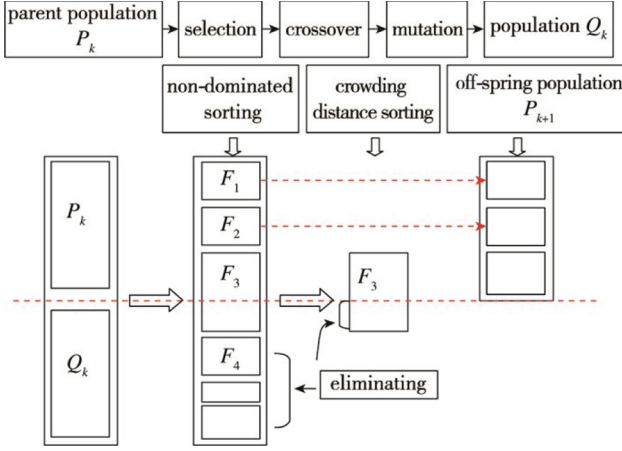 parent population
P_k
selection
crossover
mutation
population Q_k
non-dominated
sorting
crowding
distance sorting
off-spring population
P_{k+1}
P_k
F_1
F_2
F_3
F_3
Q_k
F_4
eliminating